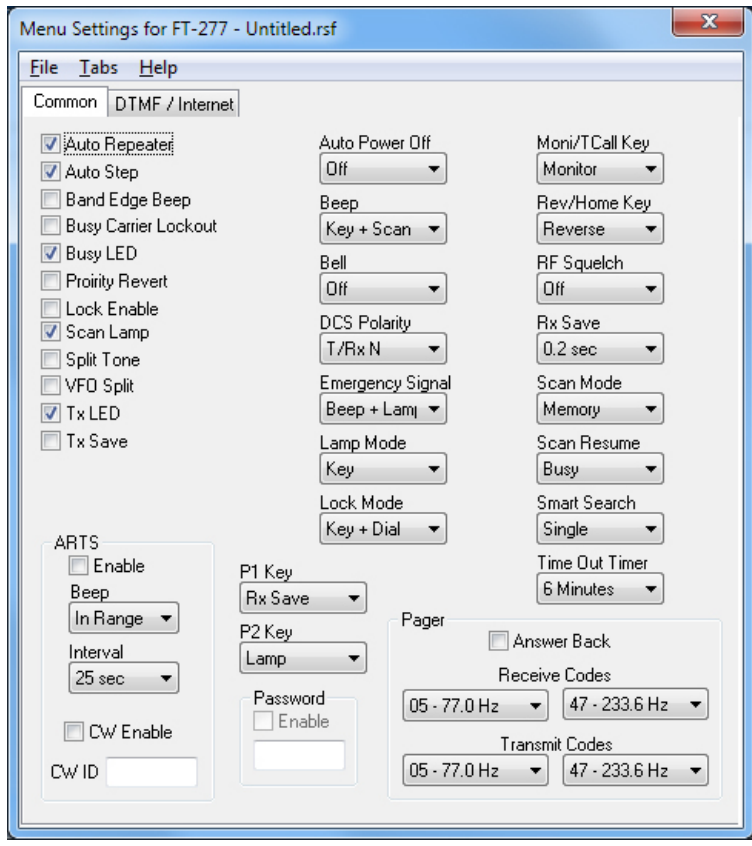 Menu Settings for FT-277 - Untitled.rsf
File Tabs Help
Common DTMF / Internet
Auto Repeater
Auto Step
Band Edge Beep
Busy Carrier Lockout
Busy LED
Proirity Revert
Lock Enable
Scan Lamp
Split Tone
VFO Split
Tx LED
Tx Save
Auto Power Off
Off
Beep
Key + Scan
Bell
Off
DCS Polarity
T/Rx N
Emergency Signal
Beep + Lam
Lamp Mode
Key
Lock Mode
Key + Dial
Moni/TCall Key
Monitor
Rev/Home Key
Reverse
RF Squelch
Off
Rx Save
0.2 sec
Scan Mode
Memory
Scan Resume
Busy
Smart Search
Single
Time Out Timer
6 Minutes
ARTS
Enable
Beep
In Range
Interval
25 sec
CW Enable
CW ID
P1 Key
Rx Save
P2 Key
Lamp
Password
Enable
Pager
Answer Back
Receive Codes
05 - 77.0 Hz 47 - 233.6 Hz
Transmit Codes
05 - 77.0 Hz 47 - 233.6 Hz